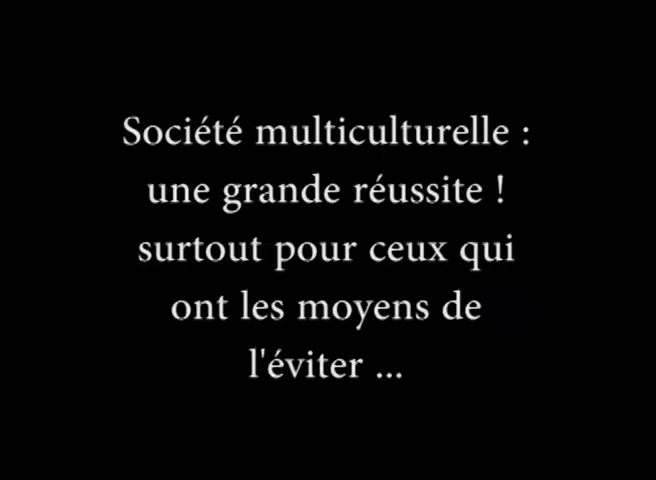 Société multiculturelle :
une grande réussite !
surtout pour ceux qui
ont les moyens de
l'éviter ...